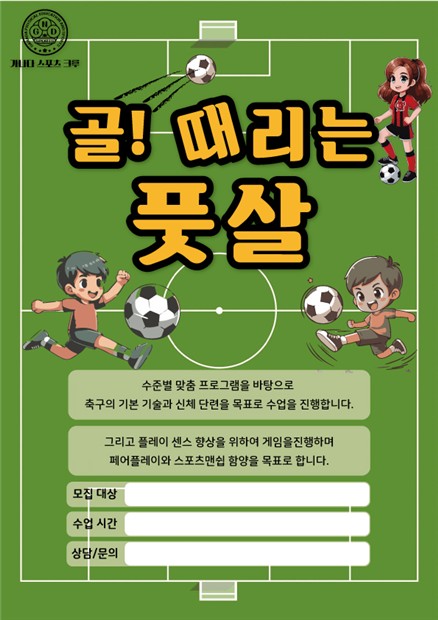 가나다 스포츠 크루
골! 때리는
풋살
수준별 맞춤 프로그램을 바탕으로
축구의 기본 기술과 신체 단련을 목표로 수업을 진행합니다.
그리고 플레이 센스 향상을 위하여 게임을진행하며
페어플레이와 스포츠맨쉽 함양을 목표로 합니다.
모집 대상
수업 시간
상담/문의